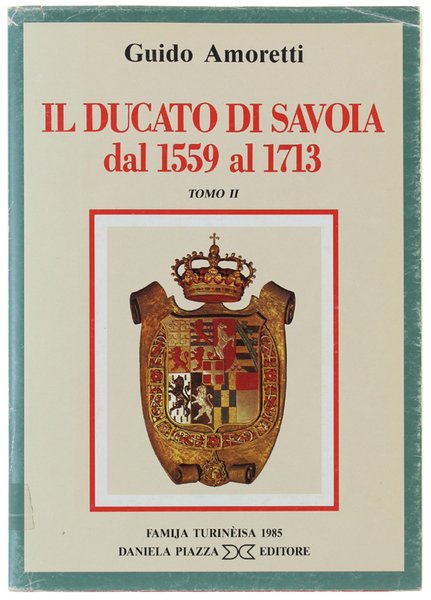 Guido Amoretti
IL DUCATO DI SAVOIA
dal 1559 al 1713
TOMO II
FAMIJA TURINÈISA 1985
DANIELA PIAZZA EDITORE